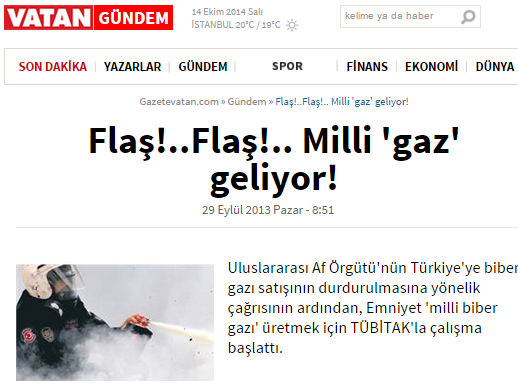 VATAN GÜNDEM
14 Ekim 2014 Salı
İSTANBUL 20°C / 19°C
kelime ya da haber
SON DAKİKA YAZARLAR GÜNDEM SPOR FİNANS EKONOMİ DÜNYA
Gazetevatan.com » Gündem » Flaş!..Flaş!.. Milli 'gaz' geliyor!
Flaş!..Flaş!.. Milli 'gaz'
geliyor!
29 Eylül 2013 Pazar - 8:51
Uluslararası Af Örgütü'nün Türkiye'ye biber
gazı satışının durdurulmasına yönelik
çağrısının ardından, Emniyet 'milli biber
gazı' üretmek için TÜBİTAK'la çalışma
başlattı.